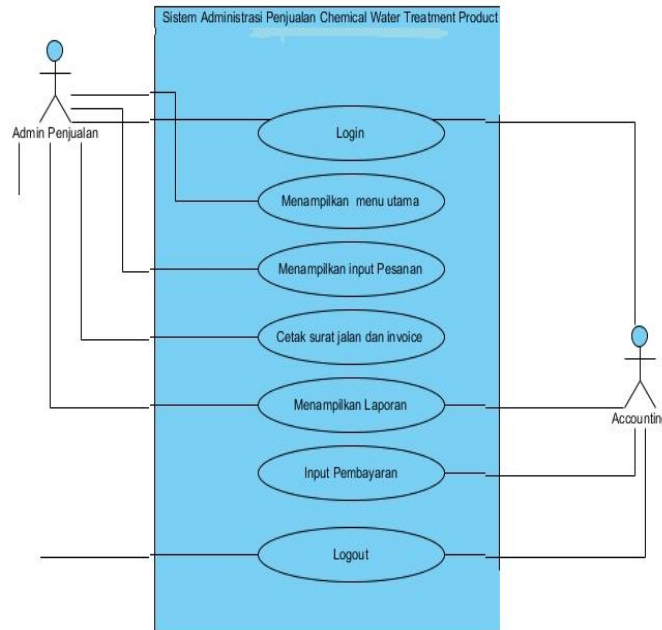 Sistem Administrasi Penjualan Chemical Water Treatment Product
Admin Penjualan
Login
Menampilkan menu utama
Menampilkan input Pesanan
Cetak surat jalan dan invoice
Menampilkan Laporan
Accounting
Input Pembayaran
Logout